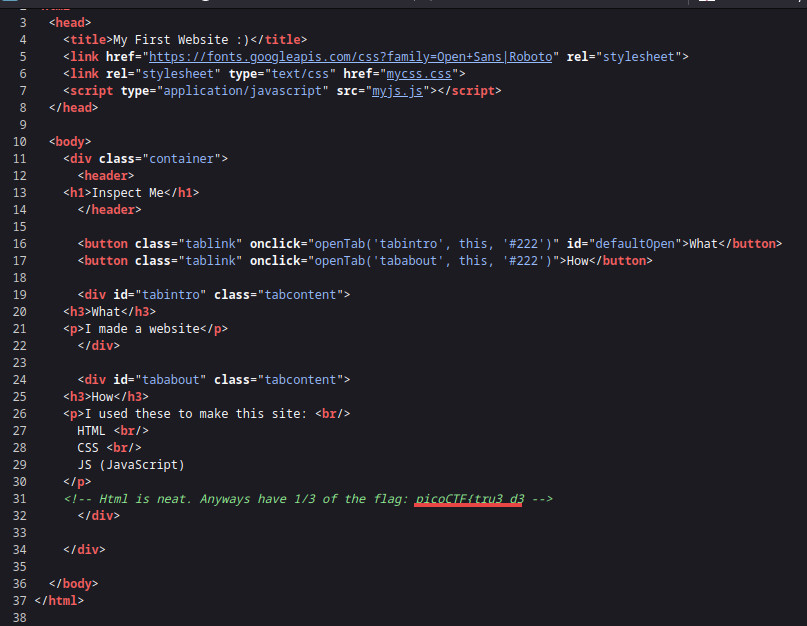 3 <head>
4 <title>My First Website :)</title>
5 <link href="https://fonts.googleapis.com/css?family=Open+Sans|Roboto" rel="stylesheet">
6 <link rel="stylesheet" type="text/css" href="mycss.css">
7 <script type="application/javascript" src="myjs.js"></script>
8 </head>
9
10 <body>
11 <div class="container">
12 <header>
13 <h1>Inspect Me</h1>
14 </header>
15
16 <button class="tablink" onclick="openTab('tabintro', this, '#222')" id="defaultOpen">What</button>
17 <button class="tablink" onclick="openTab('tababout', this, '#222')">How</button>
18
19 <div id="tabintro" class="tabcontent">
20 <h3>What</h3>
21 <p>I made a website</p>
22 </div>
23
24 <div id="tababout" class="tabcontent">
25 <h3>How</h3>
26 <p>I used these to make this site: <br/>
27 HTML <br/>
28 CSS <br/>
29 JS (JavaScript)
30 </p>
31 <!-- Html is neat. Anyways have 1/3 of the flag: picoCTF{tru3_d3 -->
32 </div>
33
34 </div>
35
36 </body>
37 </html>
38